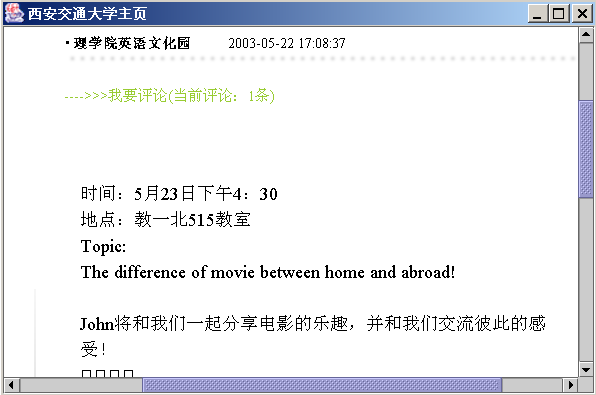 西安交通大学主页
·理学院英语文化园 2003-05-22 17:08:37
---->>>我要评论(当前评论：1条)
时间：5月23日下午4：30
地点：教一北515教室
Topic:
The difference of movie between home and abroad!
John将和我们一起分享电影的乐趣，并和我们交流彼此的感
受！